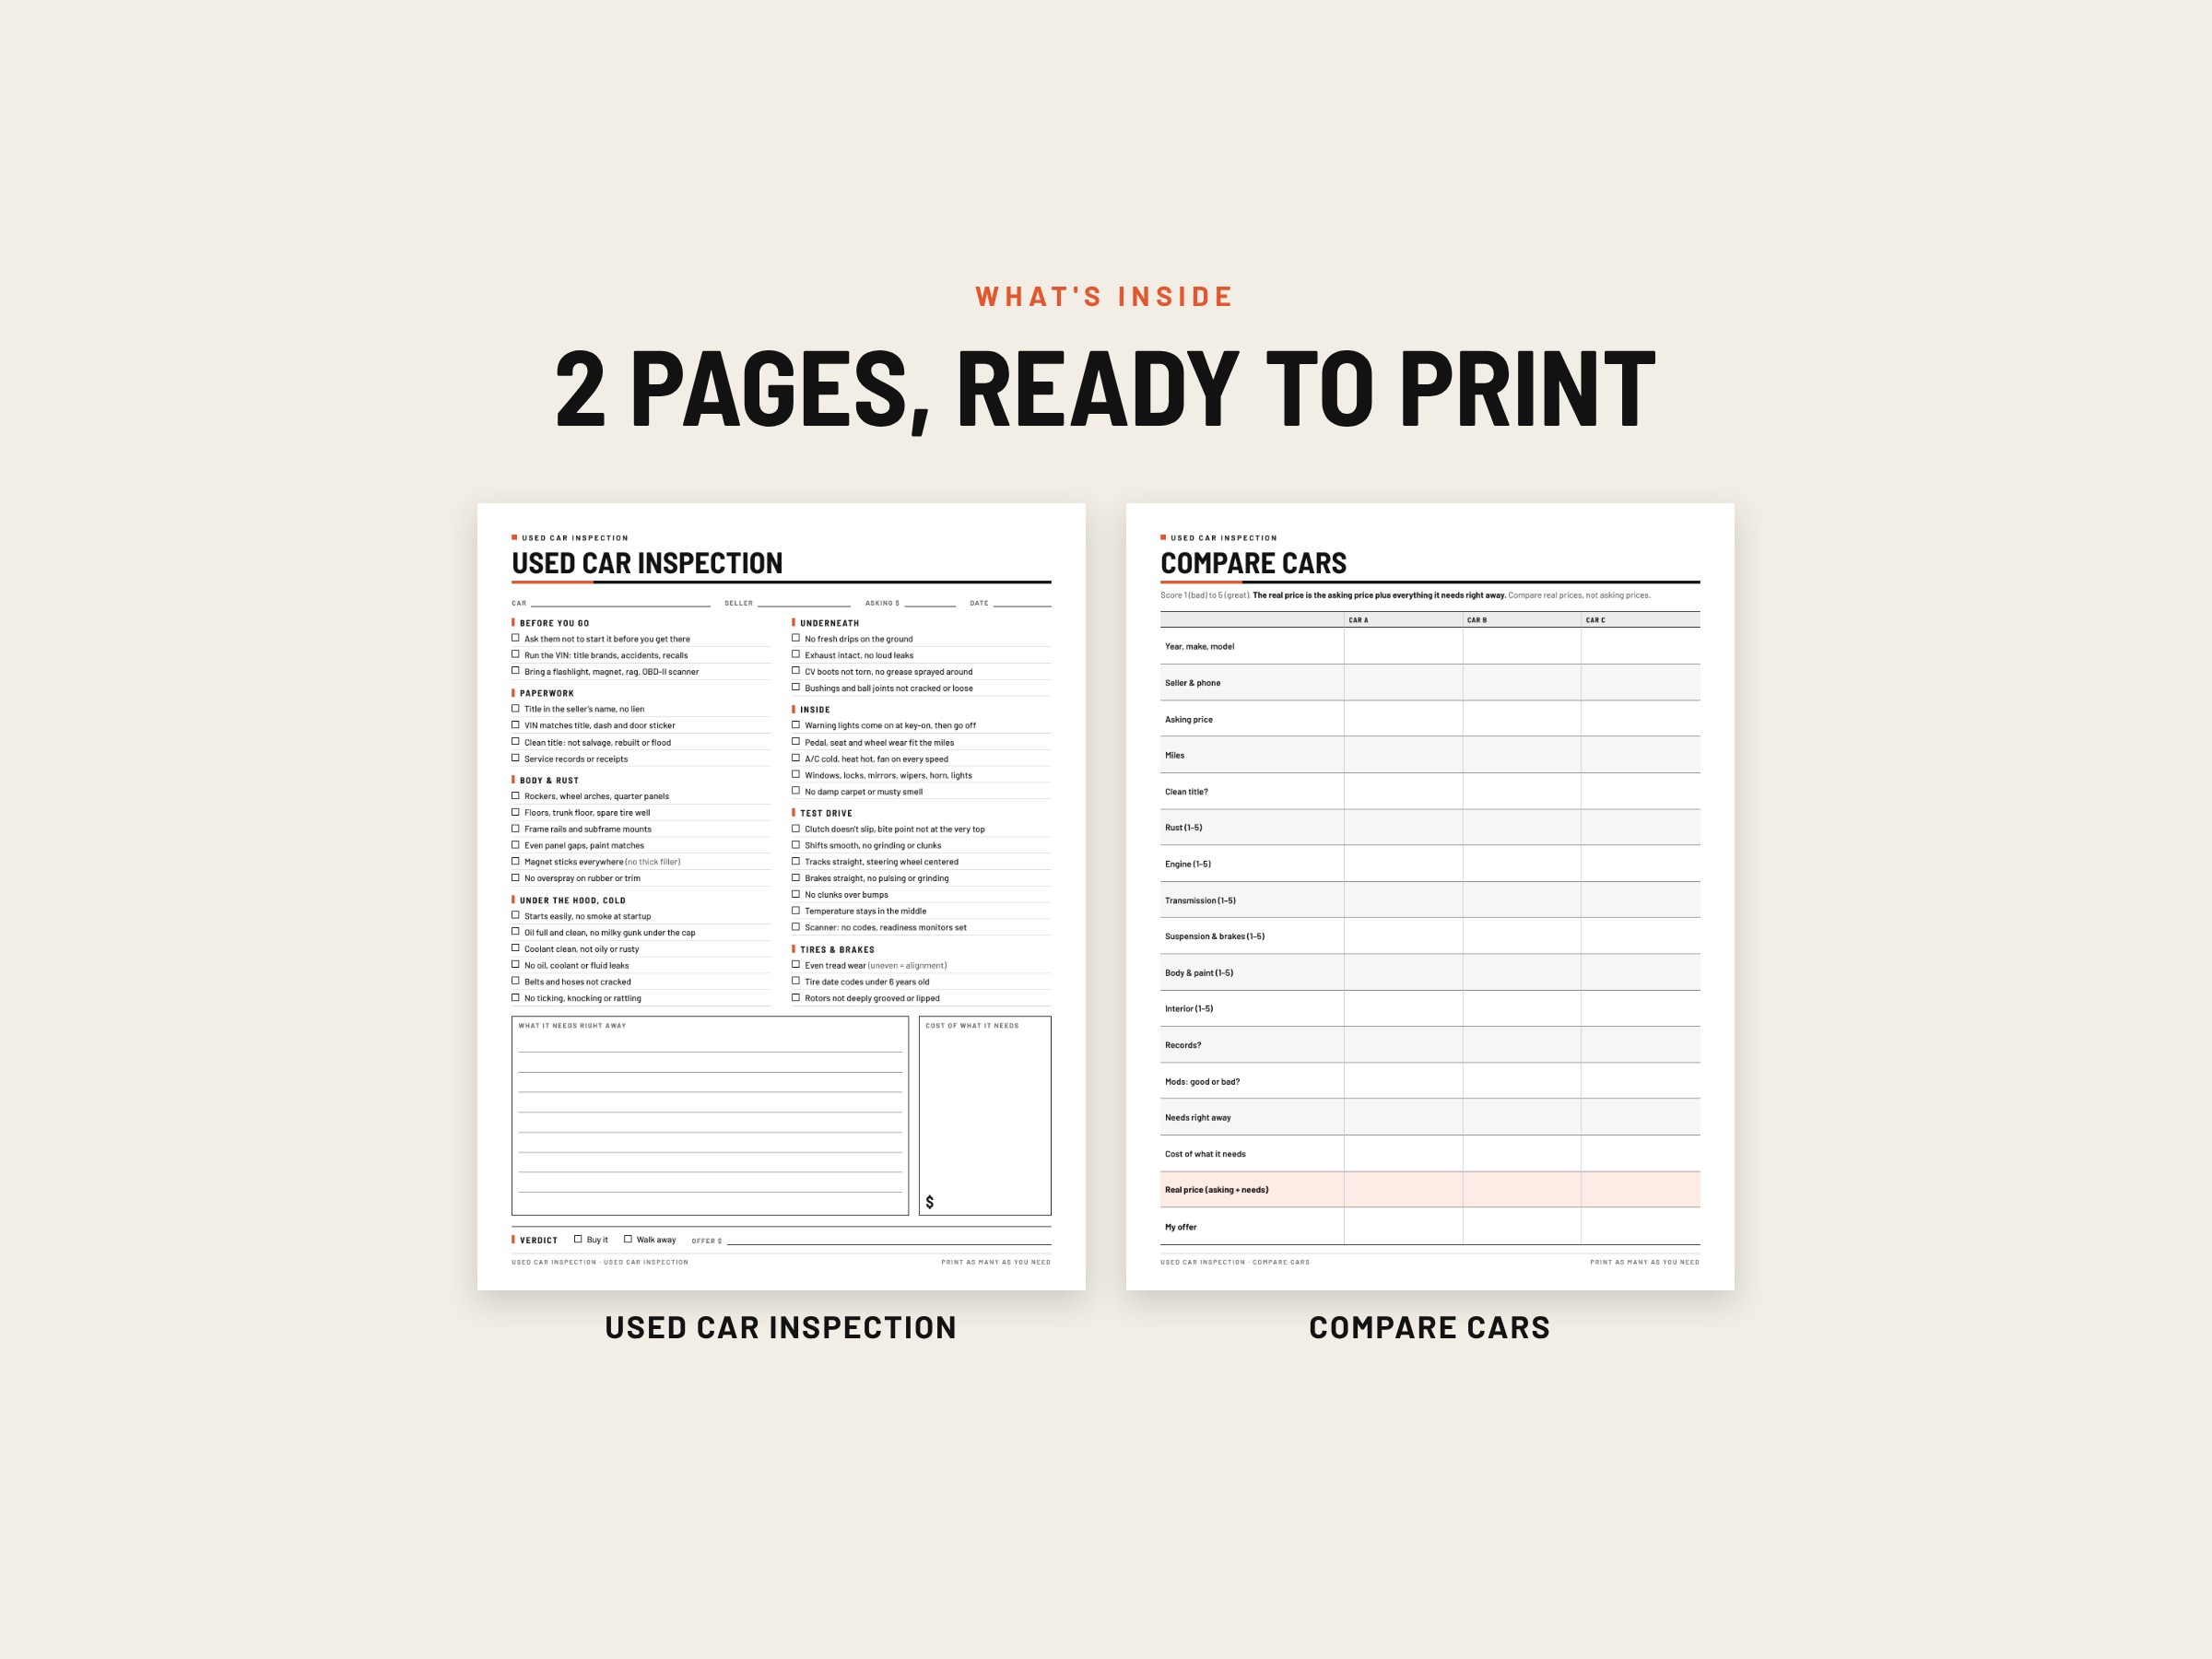 WHAT'S INSIDE
2 PAGES, READY TO PRINT
USED CAR INSPECTION
USED CAR INSPECTION
CAR SELLER ASKING $ DATE
BEFORE YOU GO
Ask them not to start it before you get there
Run the VIN: title brands, accidents, recalls
Bring a flashlight, magnet, rag, OBD-II scanner
PAPERWORK
Title in the seller's name, no lien
VIN matches title, dash and door sticker
Clean title: not salvage, rebuilt or flood
Service records or receipts
BODY & RUST
Rockers, wheel arches, quarter panels
Floors, trunk floor, spare tire well
Frame rails and subframe mounts
Even panel gaps, paint matches
Magnet sticks everywhere (no thick filler)
No overspray on rubber or trim
UNDER THE HOOD, COLD
Starts easily, no smoke at startup
Oil full and clean, no milky gunk under the cap
Coolant clean, not oily or rusty
No oil, coolant or fluid leaks
Belts and hoses not cracked
No ticking, knocking or rattling
UNDERNEATH
No fresh drips on the ground
Exhaust intact, no loud leaks
CV boots not torn, no grease sprayed around
Bushings and ball joints not cracked or loose
INSIDE
Warning lights come on at key-on, then go off
Pedal, seat and wheel wear fit the miles
A/C cold, heat hot, fan on every speed
Windows, locks, mirrors, wipers, horn, lights
No damp carpet or musty smell
TEST DRIVE
Clutch doesn't slip, bite point not at the very top
Shifts smooth, no grinding or clunks
Tracks straight, steering wheel centered
Brakes straight, no pulsing or grinding
No clunks over bumps
Temperature stays in the middle
Scanner: no codes, readiness monitors set
TIRES & BRAKES
Even tread wear (uneven = alignment)
Tire date codes under 6 years old
Rotors not deeply grooved or lipped
WHAT IT NEEDS RIGHT AWAY
COST OF WHAT IT NEEDS
$
VERDICT Buy it Walk away OFFER $
USED CAR INSPECTION · USED CAR INSPECTION PRINT AS MANY AS YOU NEED
USED CAR INSPECTION
USED CAR INSPECTION
COMPARE CARS
Score 1 (bad) to 5 (great). The real price is the asking price plus everything it needs right away. Compare real prices, not asking prices.
CAR A CAR B CAR C
Year, make, model
Seller & phone
Asking price
Miles
Clean title?
Rust (1-5)
Engine (1-5)
Transmission (1-5)
Suspension & brakes (1-5)
Body & paint (1-5)
Interior (1-5)
Records?
Mods: good or bad?
Needs right away
Cost of what it needs
Real price (asking + needs)
My offer
USED CAR INSPECTION · COMPARE CARS PRINT AS MANY AS YOU NEED
COMPARE CARS